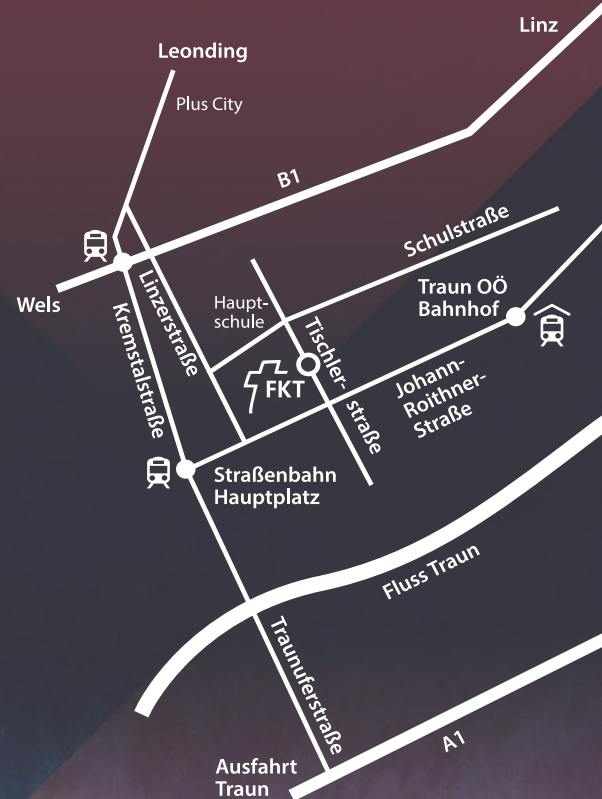 Linz
Leonding
Plus City
B1
Schulstraße
Wels
Linzerstraße
Kremstalstraße
Haupt-
schule
Tischler- straße
Traun OÖ
Bahnhof
FKT
Johann-
Roithner-
Straße
Straßenbahn
Hauptplatz
Fluss Traun
Traunuferstraße
A1
Ausfahrt
Traun